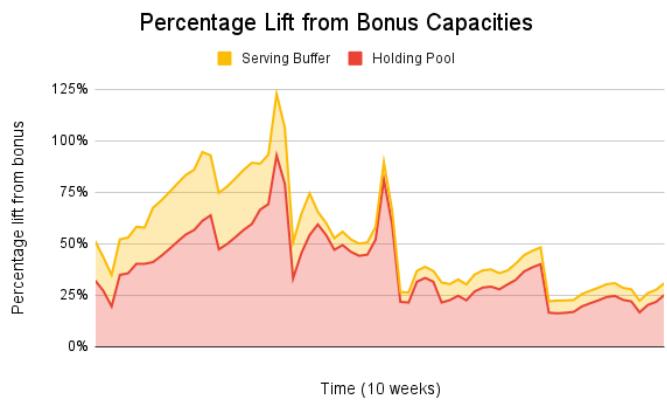 Percentage Lift from Bonus Capacities
Serving Buffer Holding Pool
125%
100%
75%
50%
25%
0%
Percentage lift from bonus
Time (10 weeks)